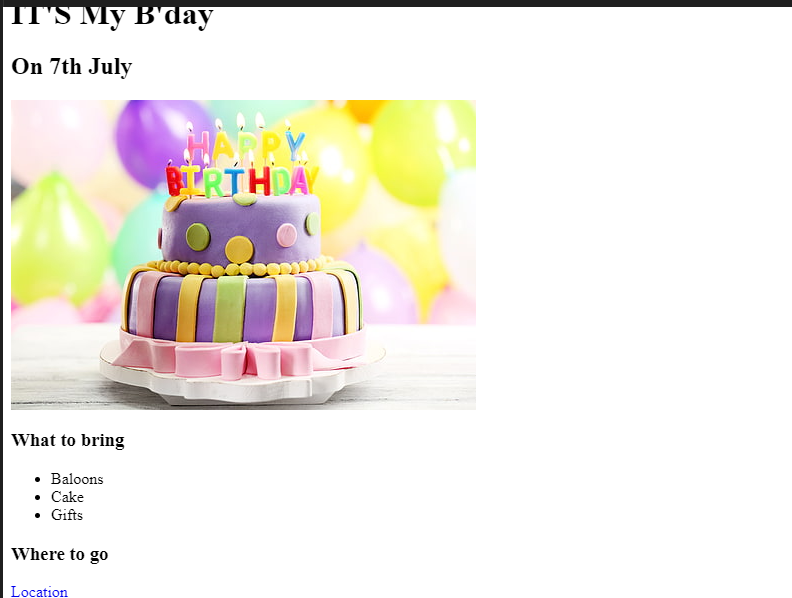 IT'S My B'day
On 7th July
HAPPY
BIRTHDAY
What to bring
Baloons
Cake
Gifts
Where to go
Location